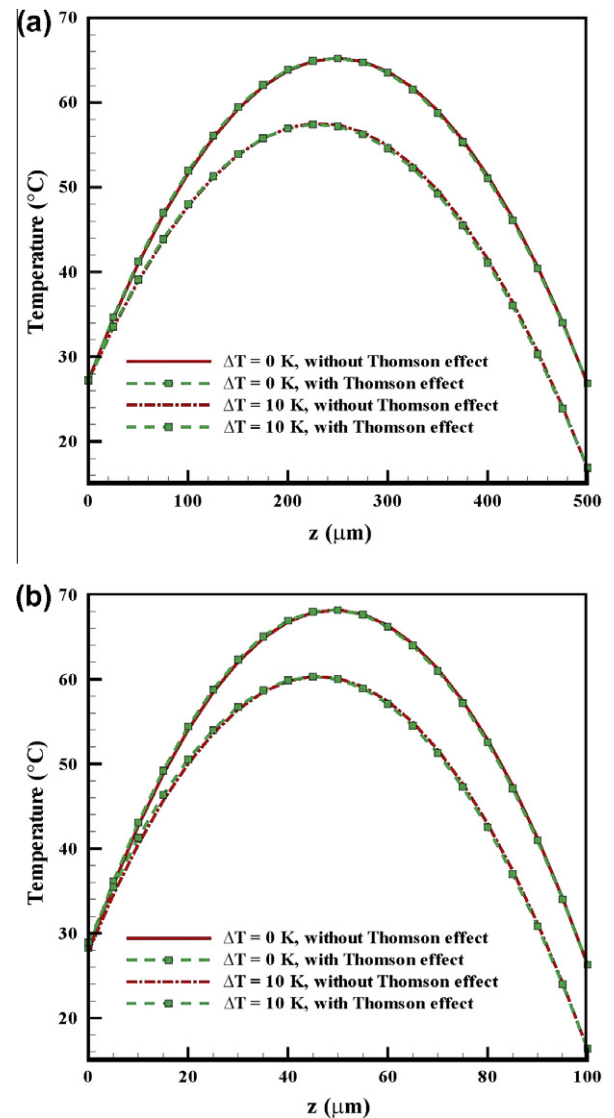 (a)
70
60
50
40
30
20
Temperature (°C)
ΔT = 0 K, without Thomson effect
ΔT = 0 K, with Thomson effect
ΔT = 10 K, without Thomson effect
ΔT = 10 K, with Thomson effect
0 100 200 300 400 500
z (μm)
(b)
70
60
50
40
30
20
Temperature (°C)
ΔT = 0 K, without Thomson effect
ΔT = 0 K, with Thomson effect
ΔT = 10 K, without Thomson effect
ΔT = 10 K, with Thomson effect
0 20 40 60 80 100
z (μm)